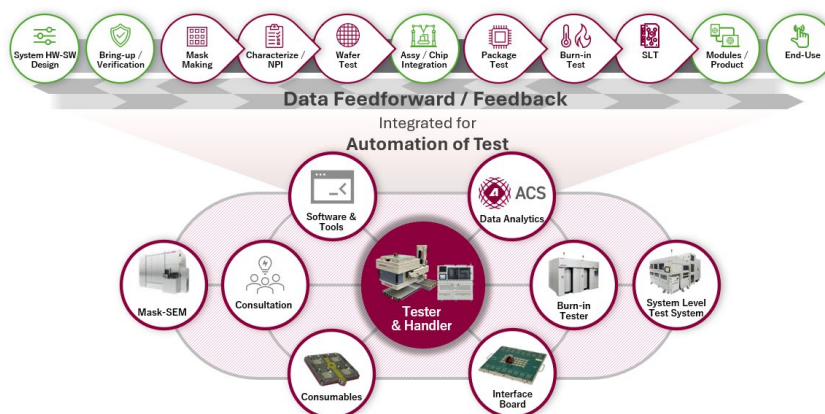 System HW-SW
Design
Bring-up /
Verification
Mask
Making
Characterize /
NPI
Wafer
Test
Assy / Chip
Integration
Package
Test
Burn-in
Test
SLT
Modules /
Product
End-Use
Data Feedforward / Feedback
Integrated for
Automation of Test
Software &
Tools
ACS
Data Analytics
Mask-SEM
Consultation
Tester
& Handler
Burn-in
Tester
System Level
Test System
Consumables
Interface
Board